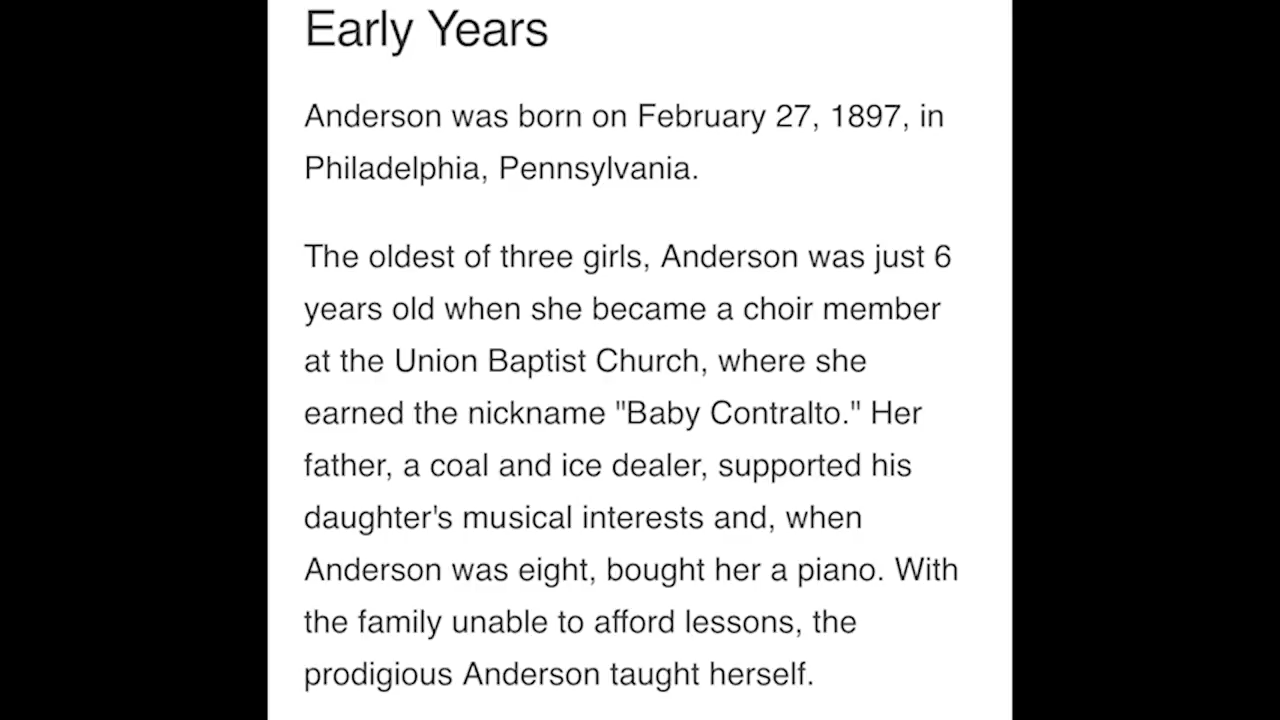 Early Years
Anderson was born on February 27, 1897, in
Philadelphia, Pennsylvania.
The oldest of three girls, Anderson was just 6
years old when she became a choir member
at the Union Baptist Church, where she
earned the nickname "Baby Contralto." Her
father, a coal and ice dealer, supported his
daughter's musical interests and, when
Anderson was eight, bought her a piano. With
the family unable to afford lessons, the
prodigious Anderson taught herself.